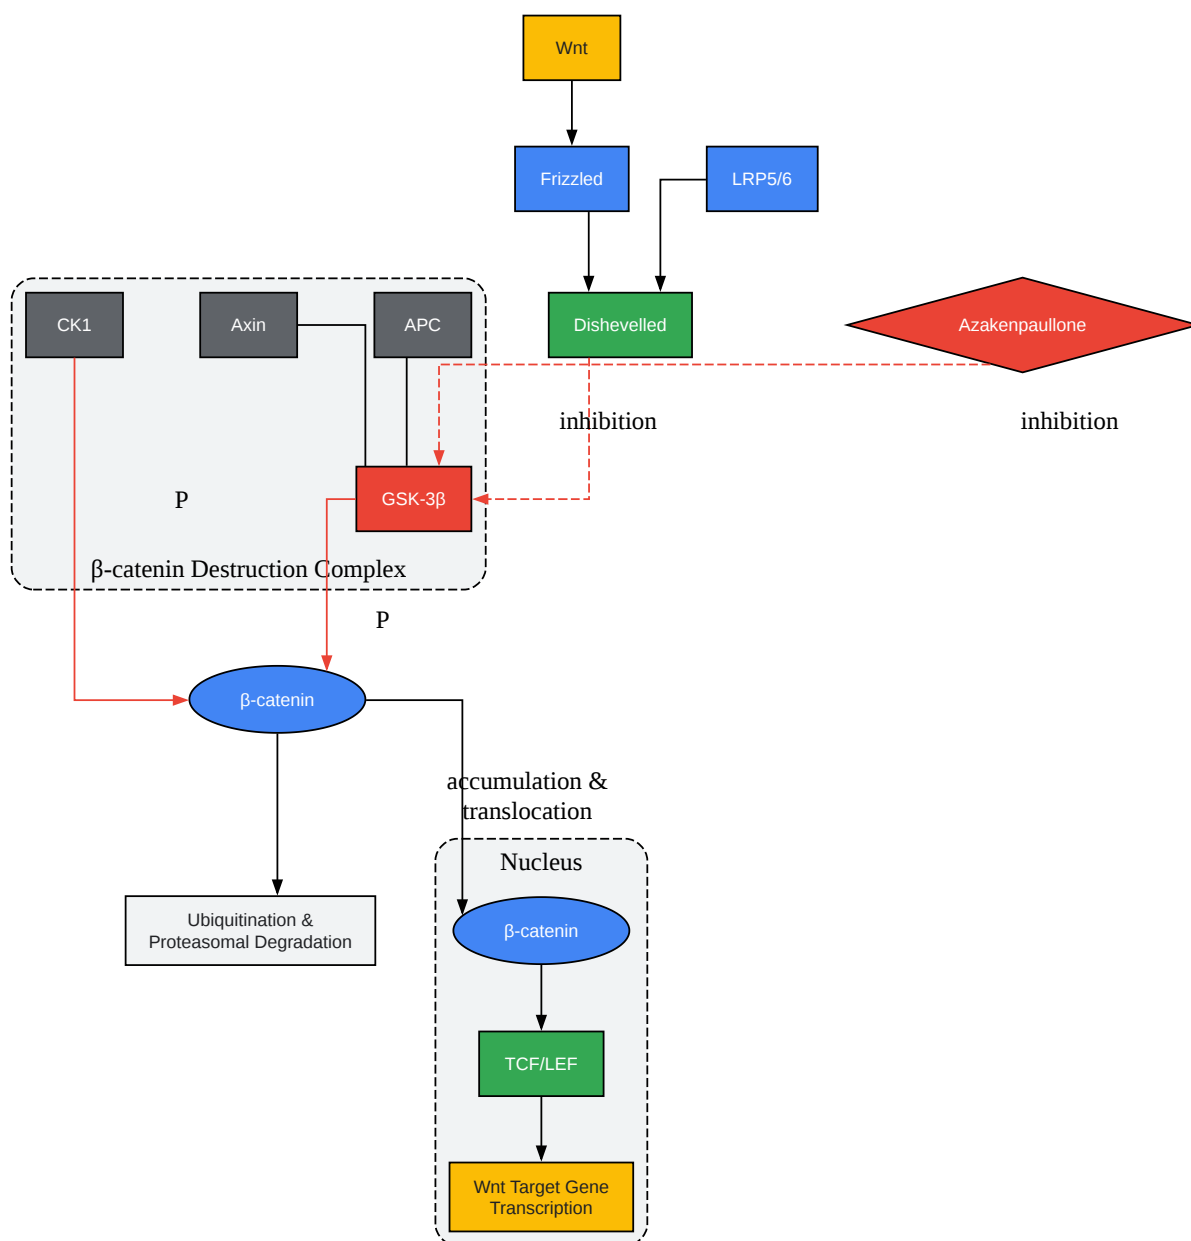 Wnt
Frizzled
LRP5/6
CK1
Axin
APC
Dishevelled
Azakenpaullone
inhibition
inhibition
GSK-3β
P
β-catenin Destruction Complex
P
β-catenin
accumulation &
translocation
Nucleus
Ubiquitination &
Proteasomal Degradation
β-catenin
TCF/LEF
Wnt Target Gene
Transcription